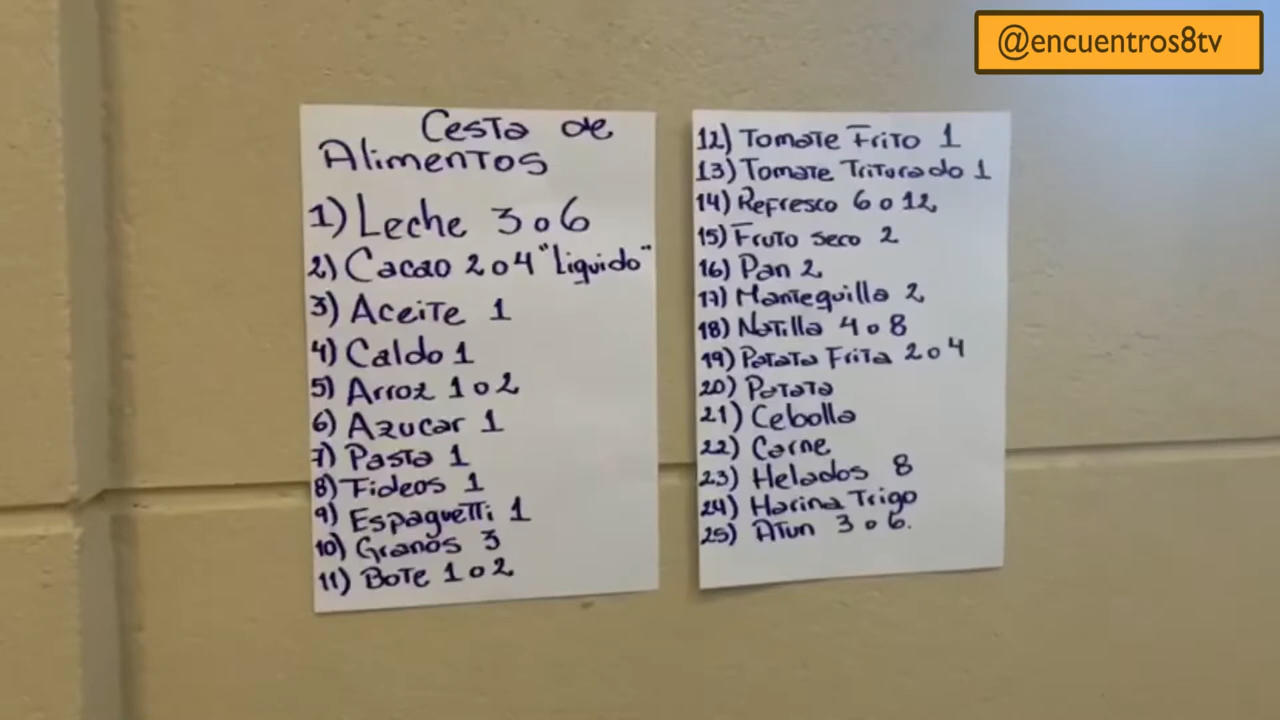 @encuentros8tv
Cesta de
Alimentos
1) Leche 3 o 6
2) Cacao 2 o 4 "Liquido"
3) Aceite 1
4) Caldo 1
5) Arroz 1 o 2
6) Azucar 1
7) Pasta 1
8) Fideos 1
9) Espaguetti 1
10) Granos 3
11) Bote 1 o 2
12) Tomate Frito 1
13) Tomate Triturado 1
14) Refresco 6 o 12
15) Fruto seco 2
16) Pan 2
17) Mantequilla 2
18) Natilla 4 o 8
19) Patata Frita 2 o 4
20) Patata
21) Cebolla
22) Carne
23) Helados 8
24) Harina Trigo
25) Atun 3 o 6.